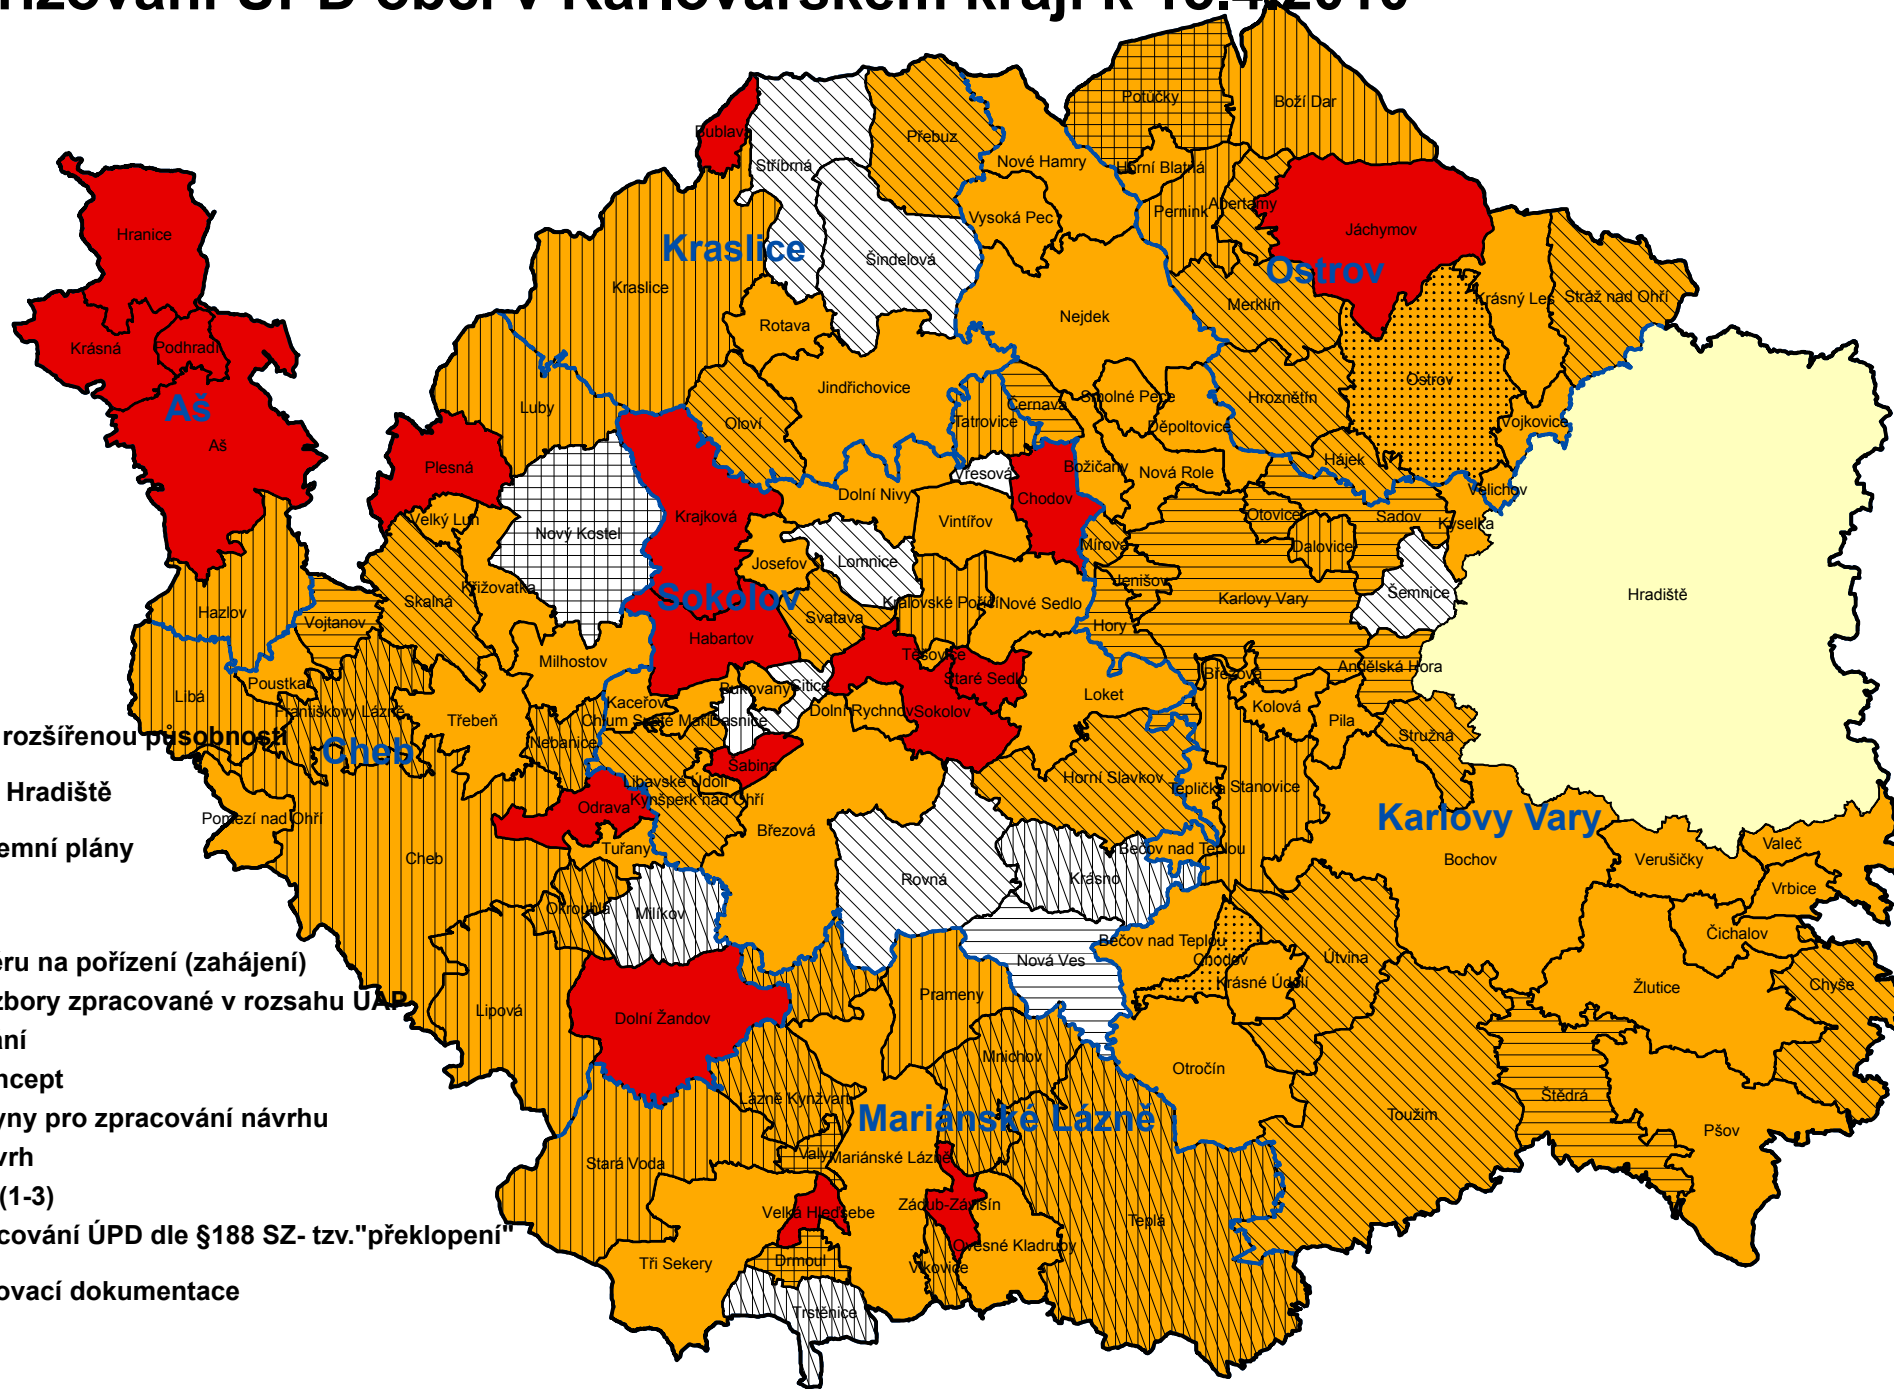 Potůčky
Boží Dar
Bublava
Přebuz
Stříbrná
Nové Hamry
Horní Blatná
Abertamy
Pernink
Vysoká Pec
Jáchymov
Hranice
Kraslice
Šindelová
Ostrov
Kraslice
Merklín
Krásný Les
Stráž nad Ohří
Rotava
Nejdek
Krásná
Podhradí
Jindřichovice
Ostrov
Smolné Pece
Hroznětín
Aš
Luby
Oloví
Tatrovice
Černava
Děpoltovice
Vojkovice
Aš
Plesná
Vřesová
Božičany
Nová Role
Hájek
Dolní Nivy
Chodov
Velichov
Velký Luh
Nový Kostel
Krajková
Vintířov
Otovice
Sadov
Kyselka
Mírová
Dalovice
Josefov
Lomnice
Křižovatka
Jenišov
Šemnice
Hradiště
Skalná
Sokolov
Královské Poříčí
Nové Sedlo
Karlovy Vary
Hazlov
Vojtanov
Svatava
Hory
Habartov
Milhostov
Těšovice
Andělská Hora
Libá
Poustka
Bukovany
Citice
Staré Sedlo
Březová
Kaceřov
Loket
Františkovy Lázně
Třebeň
Chlum Svaté Maří
Dasnice
Dolní Rychnov
Sokolov
Kolová
Pila
rozšířenou působností
Cheb
Nebanice
Stružná
Šabina
Libavské Údolí
Horní Slavkov
Teplička
Stanovice
Hradiště
Kynšperk nad Ohří
Odrava
Pomezí nad Ohří
Karlovy Vary
Březová
Valeč
emní plány
Cheb
Tuřany
Bečov nad Teplou
Bochov
Verušičky
Rovná
Krásno
Vrbice
Okrouhlá
Milíkov
Čichalov
Bečov nad Teplou
ěru na pořízení (zahájení)
Nová Ves
Chodov
Útvina
Krásné Údolí
Žlutice
Chyše
Prameny
zbory zpracované v rozsahu ÚAP
Lipová
Dolní Žandov
ání
Mnichov
Otročín
ncept
Lázně Kynžvart
Štědrá
yny pro zpracování návrhu
Mariánské Lázně
Toužim
Pšov
vrh
Stará Voda
Valy
Mariánské Lázně
(1-3)
Velká Hleďsebe
Teplá
cování ÚPD dle §188 SZ- tzv."překlopení"
Ovesné Kladruby
Tři Sekery
Drmoul
Vlkovice
ovací dokumentace
Trstěnice